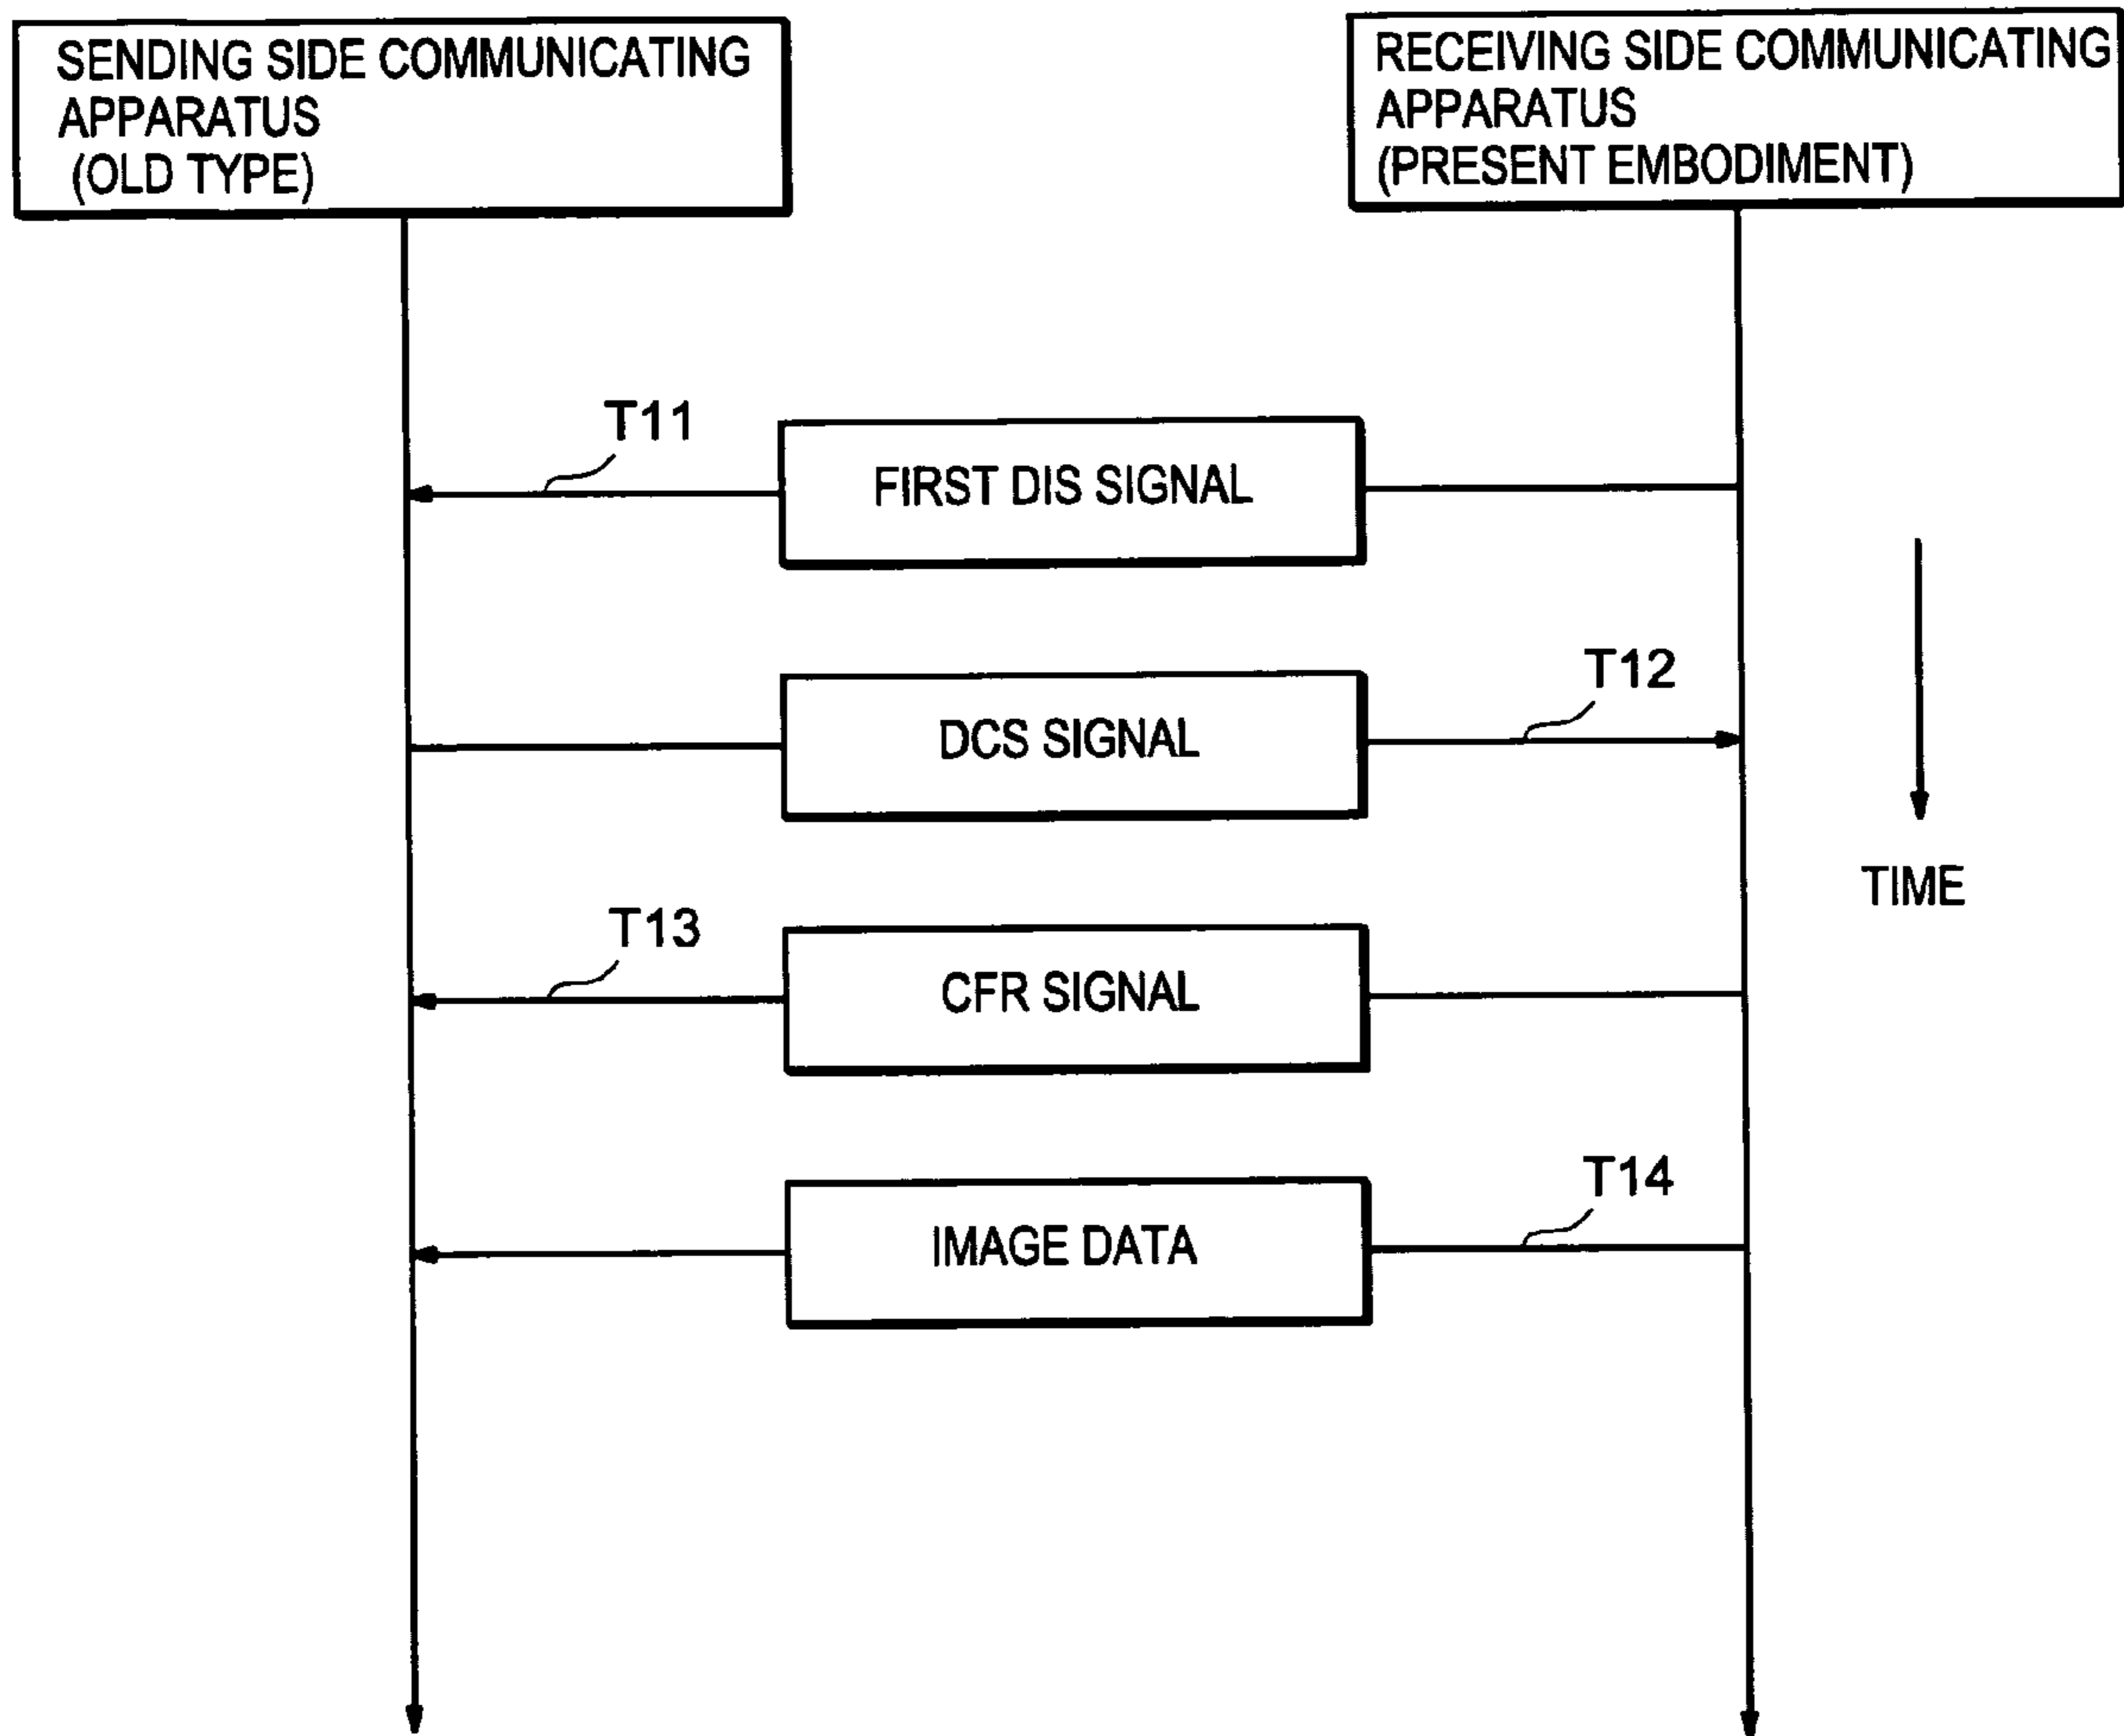 SENDING SIDE COMMUNICATING
APPARATUS
(OLD TYPE)
RECEIVING SIDE COMMUNICATING
APPARATUS
(PRESENT EMBODIMENT)
T11
FIRST DIS SIGNAL
T12
DCS SIGNAL
TIME
T13
CFR SIGNAL
T14
IMAGE DATA